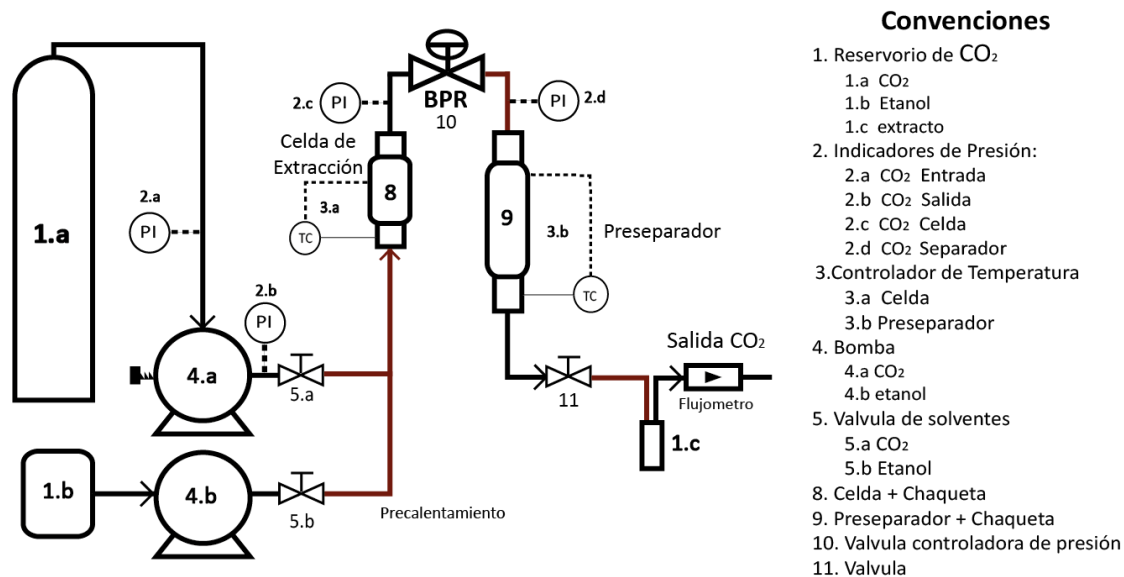 Convenciones
1. Reservorio de CO₂
1.a CO₂
1.b Etanol
1.c extracto
2. Indicadores de Presión:
2.a CO₂ Entrada
2.b CO₂ Salida
2.c CO₂ Celda
2.d CO₂ Separador
3.Controlador de Temperatura
3.a Celda
3.b Preseparador
4. Bomba
4.a CO₂
4.b etanol
5. Valvula de solventes
5.a CO₂
5.b Etanol
8. Celda + Chaqueta
9. Preseparador + Chaqueta
10. Valvula controladora de presión
11. Valvula
2.c PI
BPR
10
PI 2.d
Celda de
Extracción
8
3.a
TC
9
3.b
Preseparador
TC
1.a
2.a
PI
2.b
PI
4.a
5.a
Salida CO₂
Flujometro
11
1.c
1.b
4.b
5.b
Precalentamiento